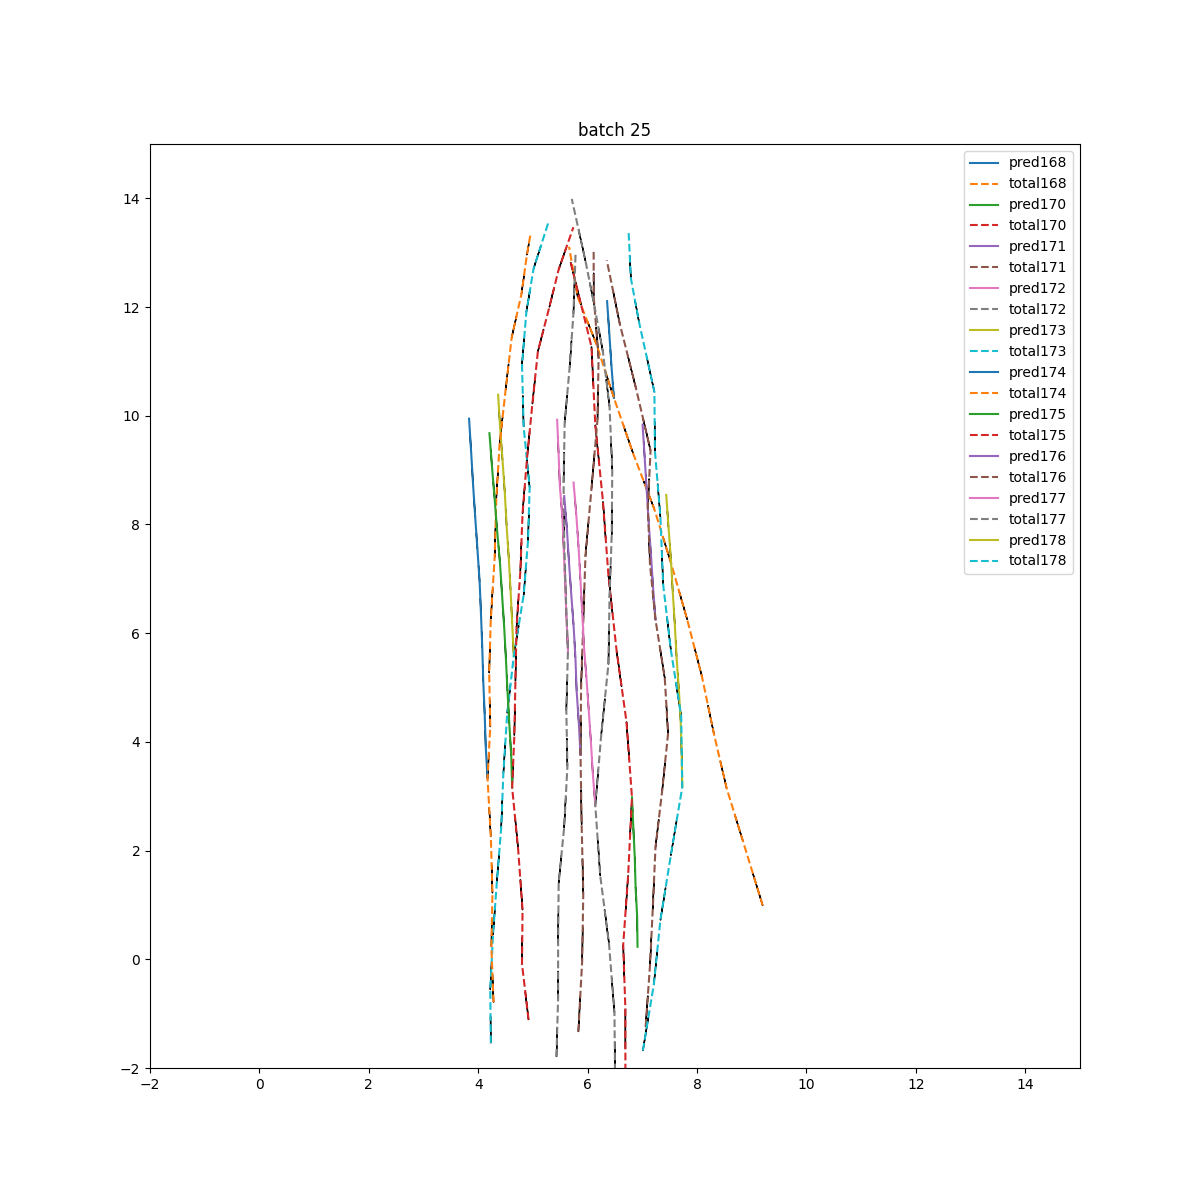 batch 25
pred168
total168
pred170
total170
pred171
total171
pred172
total172
pred173
total173
pred174
total174
pred175
total175
pred176
total176
pred177
total177
pred178
total178
14
12
10
8
6
4
2
0
−2
−2 0 2 4 6 8 10 12 14